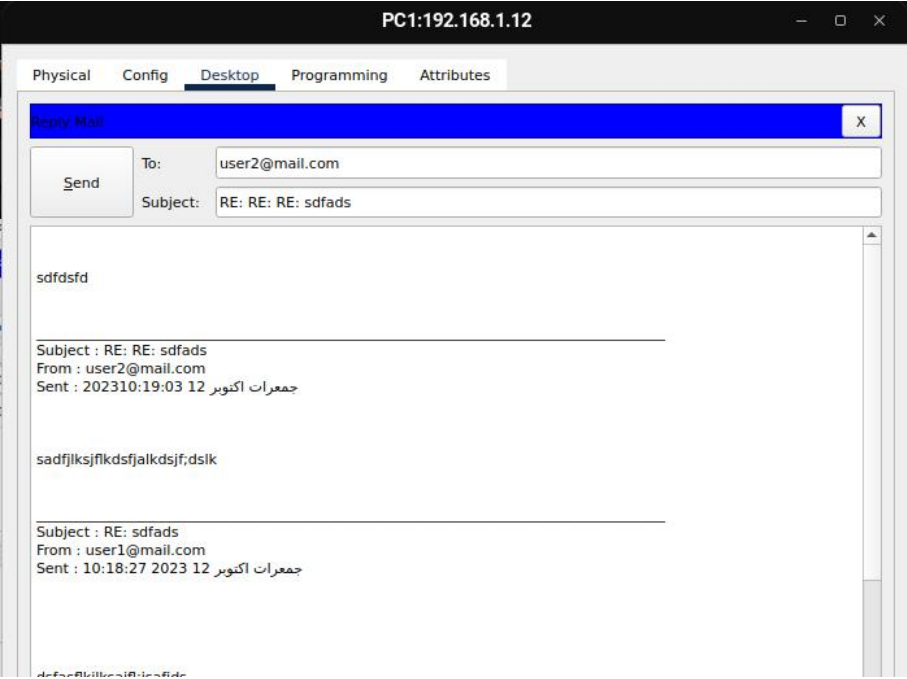 PC1:192.168.1.12
Physical Config Desktop Programming Attributes
Reply Mail
X
Send
To: user2@mail.com
Subject: RE: RE: RE: sdfads
sdfdsfd
Subject : RE: RE: sdfads
From : user2@mail.com
Sent : جمعرات اکتوبر 12 202310:19:03
sadfjlksjflkdsfjalkdsjf;dslk
Subject : RE: sdfads
From : user1@mail.com
Sent : جمعرات اکتوبر 12 2023 10:18:27